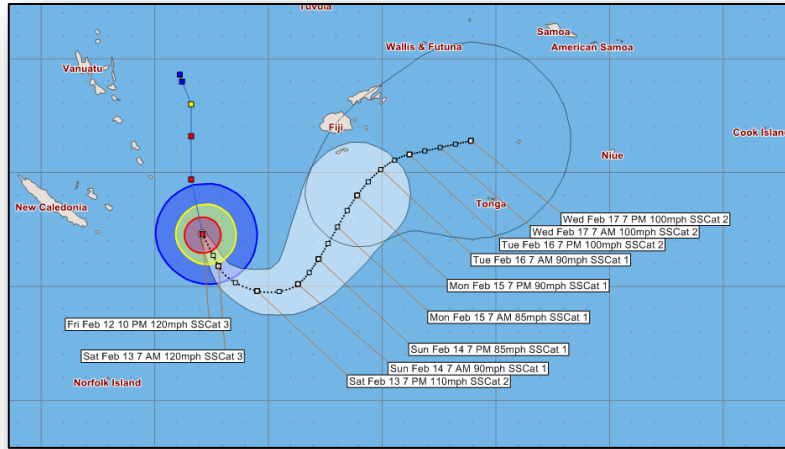 Tuvula
Samoa
Wallis & Futuna
American Samoa
Vanuatu
Fiji
Cook Islan
Niue
New Caledonia
Tonga
Wed Feb 17 7 PM 100mph SSCat 2
Wed Feb 17 7 AM 100mph SSCat 2
Tue Feb 16 7 PM 100mph SSCat 2
Tue Feb 16 7 AM 90mph SSCat 1
Mon Feb 15 7 PM 90mph SSCat 1
Mon Feb 15 7 AM 85mph SSCat 1
Fri Feb 12 10 PM 120mph SSCat 3
Sun Feb 14 7 PM 85mph SSCat 1
Sat Feb 13 7 AM 120mph SSCat 3
Sun Feb 14 7 AM 90mph SSCat 1
Sat Feb 13 7 PM 110mph SSCat 2
Norfolk Island